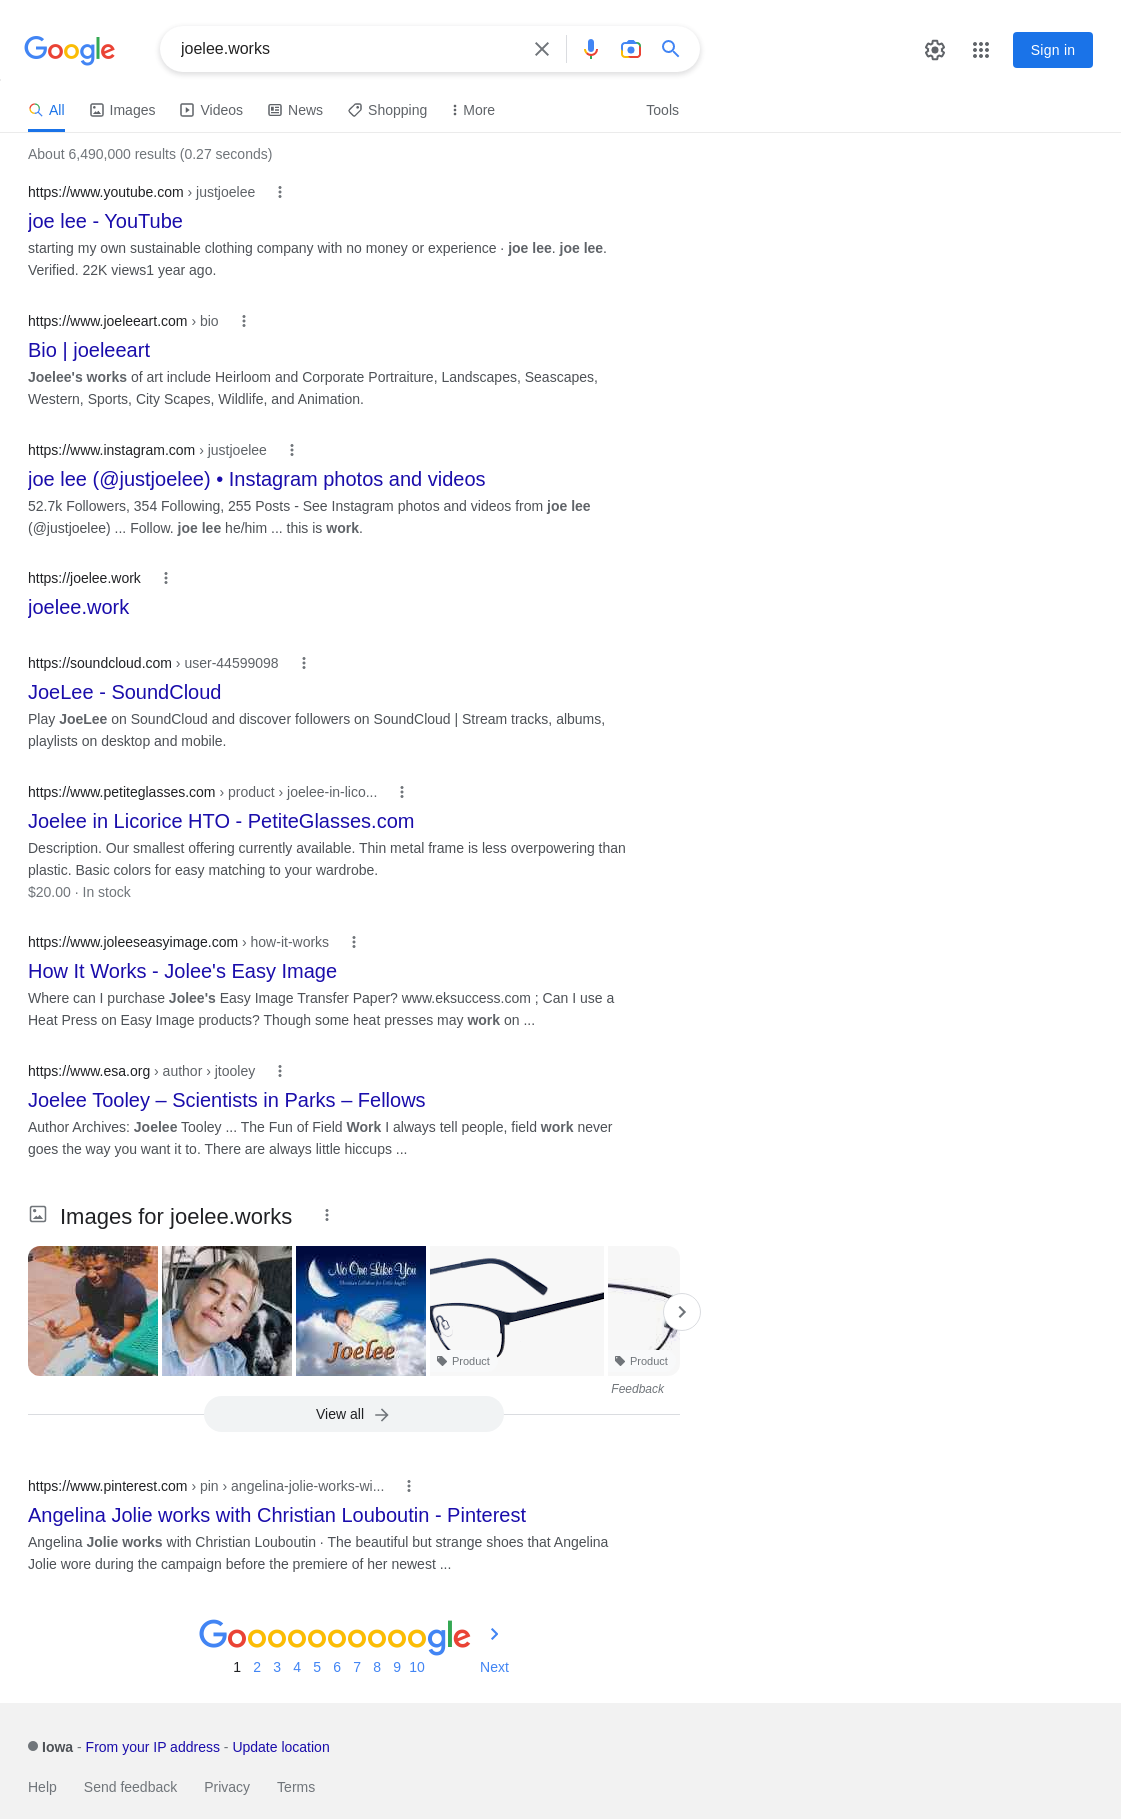 Google
joelee.works
Sign in
All Images Videos News Shopping More Tools
About 6,490,000 results (0.27 seconds)
https://www.youtube.com › justjoelee
joe lee - YouTube
starting my own sustainable clothing company with no money or experience · joe lee. joe lee.
Verified. 22K views1 year ago.
https://www.joeleeart.com › bio
Bio | joeleeart
Joelee's works of art include Heirloom and Corporate Portraiture, Landscapes, Seascapes,
Western, Sports, City Scapes, Wildlife, and Animation.
https://www.instagram.com › justjoelee
joe lee (@justjoelee) • Instagram photos and videos
52.7k Followers, 354 Following, 255 Posts - See Instagram photos and videos from joe lee
(@justjoelee) ... Follow. joe lee he/him ... this is work.
https://joelee.work
joelee.work
https://soundcloud.com › user-44599098
JoeLee - SoundCloud
Play JoeLee on SoundCloud and discover followers on SoundCloud | Stream tracks, albums,
playlists on desktop and mobile.
https://www.petiteglasses.com › product › joelee-in-lico...
Joelee in Licorice HTO - PetiteGlasses.com
Description. Our smallest offering currently available. Thin metal frame is less overpowering than
plastic. Basic colors for easy matching to your wardrobe.
$20.00 · In stock
https://www.joleeseasyimage.com › how-it-works
How It Works - Jolee's Easy Image
Where can I purchase Jolee's Easy Image Transfer Paper? www.eksuccess.com ; Can I use a
Heat Press on Easy Image products? Though some heat presses may work on ...
https://www.esa.org › author › jtooley
Joelee Tooley – Scientists in Parks – Fellows
Author Archives: Joelee Tooley ... The Fun of Field Work I always tell people, field work never
goes the way you want it to. There are always little hiccups ...
Images for joelee.works
No One Like You
Joelee
Product
Product
Feedback
View all
https://www.pinterest.com › pin › angelina-jolie-works-wi...
Angelina Jolie works with Christian Louboutin - Pinterest
Angelina Jolie works with Christian Louboutin · The beautiful but strange shoes that Angelina
Jolie wore during the campaign before the premiere of her newest ...
Goooooooooogle
1 2 3 4 5 6 7 8 9 10 Next
Iowa - From your IP address - Update location
Help Send feedback Privacy Terms